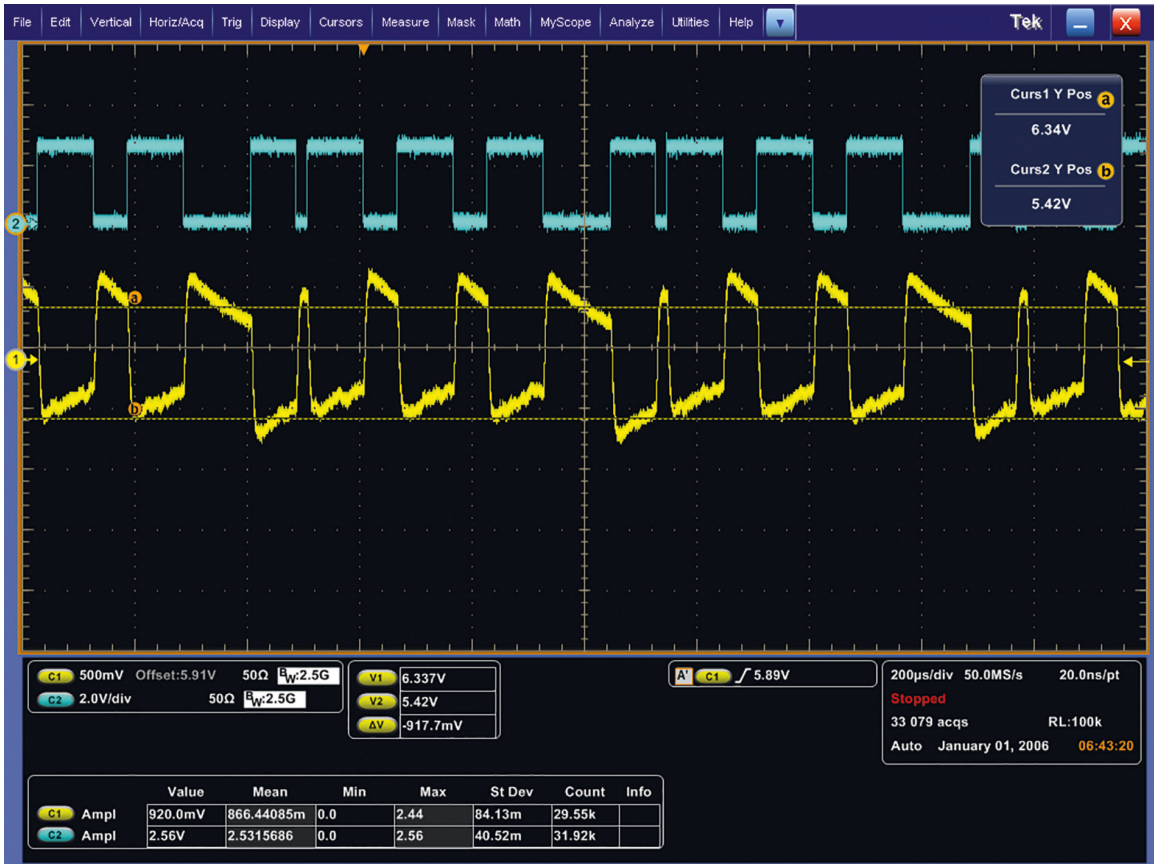 File Edit Vertical Horiz/Acq Trig Display Cursors Measure Mask Math MyScope Analyze Utilities Help Tek X
Curs1 Y Pos a
6.34V
Curs2 Y Pos b
5.42V
2
a
1
b
C1 500mV Offset:5.91V 50Ω BW:2.5G
C2 2.0V/div 50Ω BW:2.5G
V1 6.337V
V2 5.42V
ΔV -917.7mV
A' C1 5.89V
200µs/div 50.0MS/s 20.0ns/pt
Stopped
33 079 acqs RL:100k
Auto January 01, 2006 06:43:20
Value Mean Min Max St Dev Count Info
C1 Ampl 920.0mV 866.44085m 0.0 2.44 84.13m 29.55k
C2 Ampl 2.56V 2.5315686 0.0 2.56 40.52m 31.92k